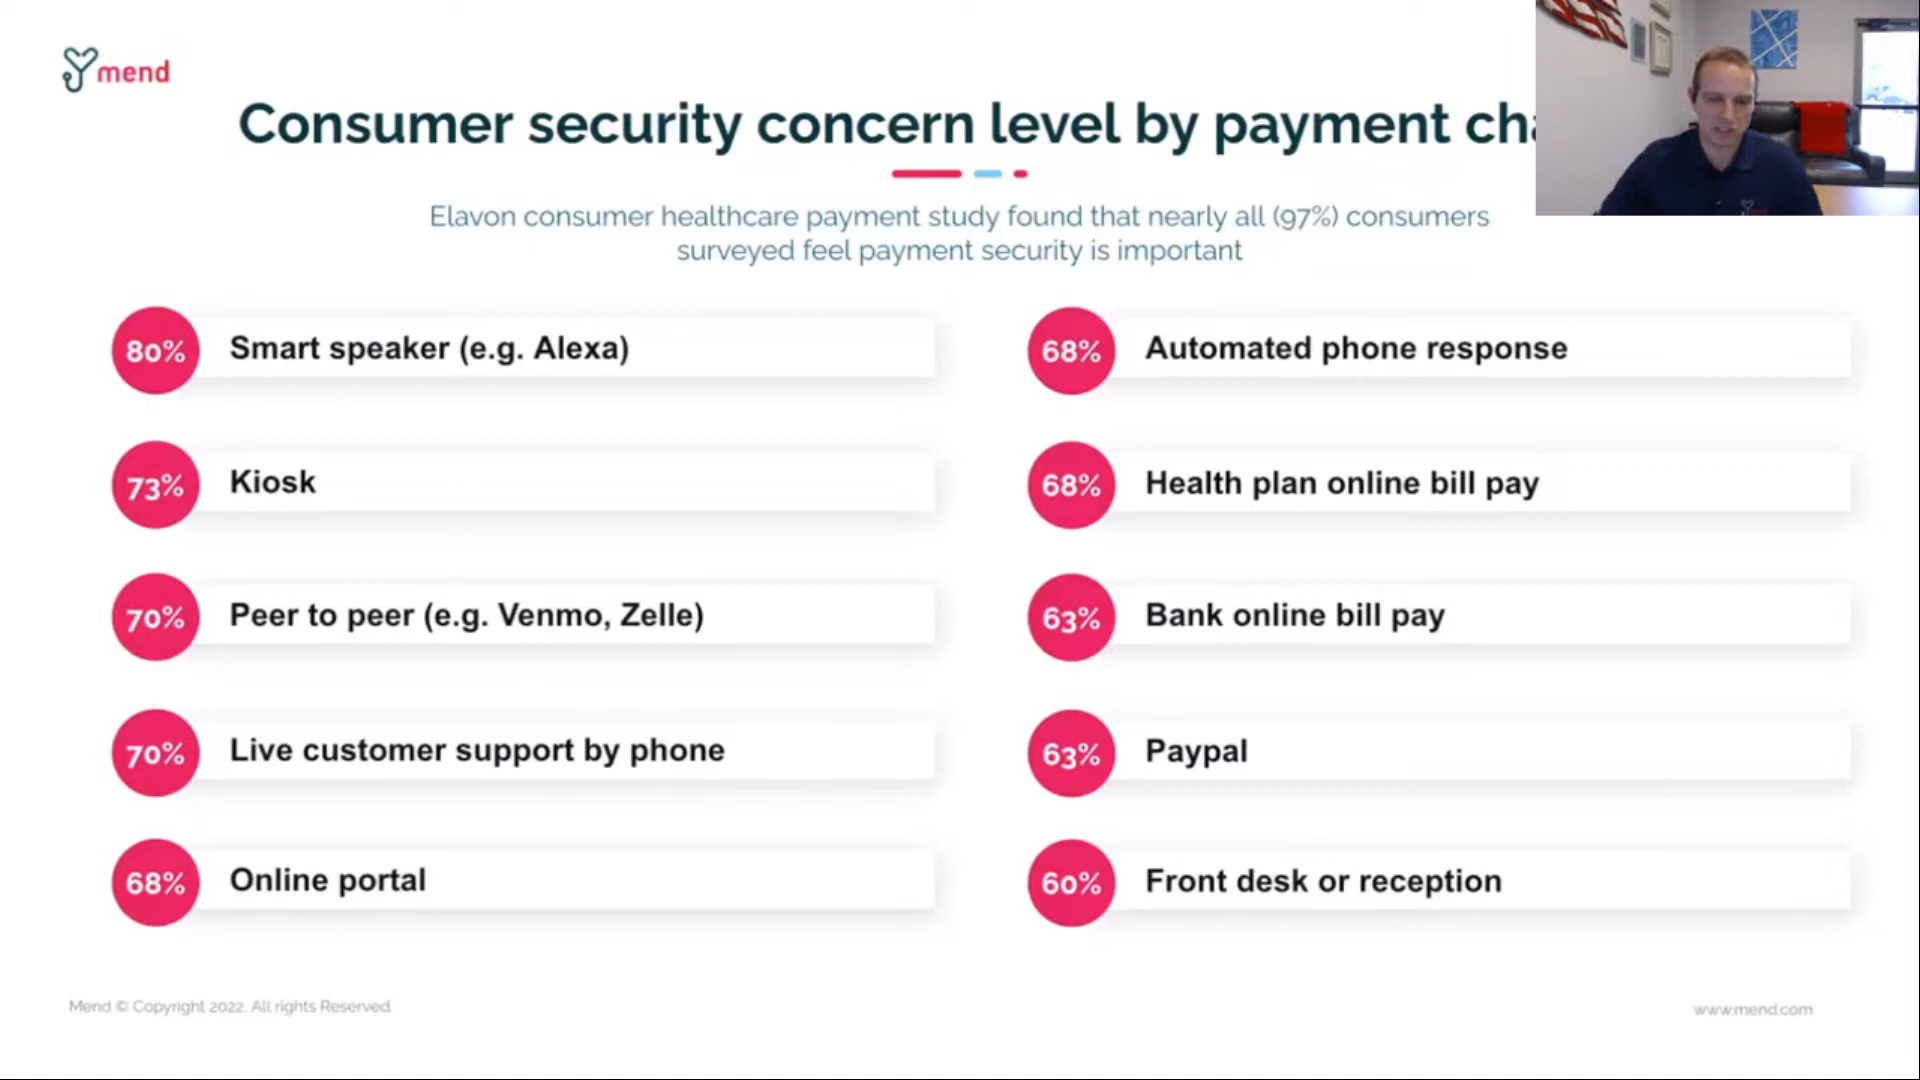 mend
Consumer security concern level by payment
Elavon consumer healthcare payment study found that nearly all (97%) consumers
surveyed feel payment security is important
80% Smart speaker (e.g. Alexa)
73% Kiosk
70% Peer to peer (e.g. Venmo, Zelle)
70% Live customer support by phone
68% Online portal
68% Automated phone response
68% Health plan online bill pay
63% Bank online bill pay
63% Paypal
60% Front desk or reception
Mend © Copyright 2022. All rights Reserved.
www.mend.com